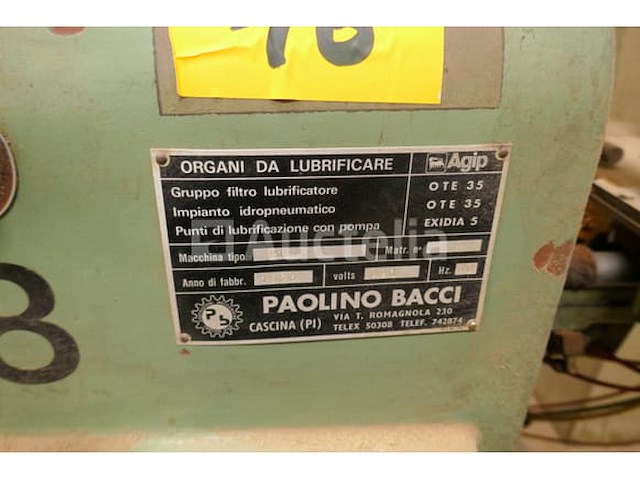 ORGANI DA LUBRIFICARE Agip
Gruppo filtro lubrificatore OTE 35
Impianto idropneumatico OTE 35
Punti di lubrificazione con pompa EXIDIA 5
Auctelia
Macchina tipo Matr. n°
Anno di fabbr. volts Hz.
PAOLINO BACCI
VIA T. ROMAGNOLA 230
CASCINA (PI) TELEX 50308 TELEF. 742874
8